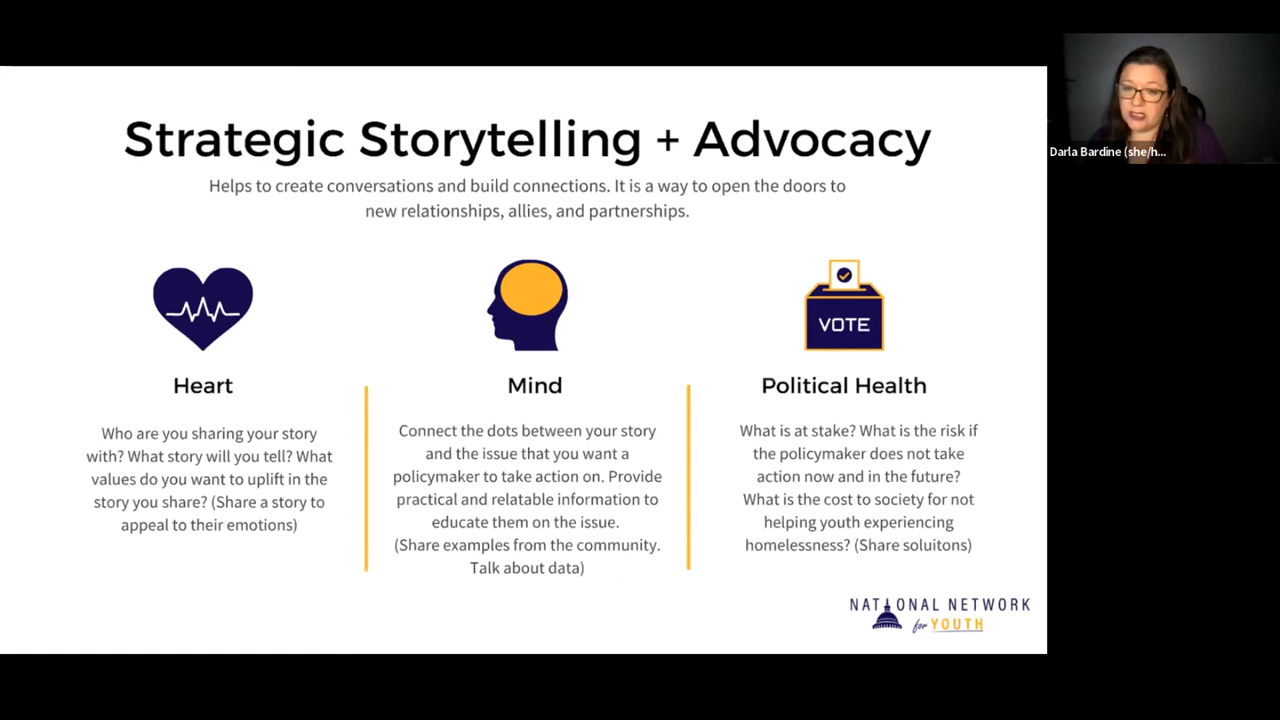 Strategic Storytelling + Advocacy
Helps to create conversations and build connections. It is a way to open the doors to
new relationships, allies, and partnerships.
VOTE
Heart
Who are you sharing your story
with? What story will you tell? What
values do you want to uplift in the
story you share? (Share a story to
appeal to their emotions)
Mind
Connect the dots between your story
and the issue that you want a
policymaker to take action on. Provide
practical and relatable information to
educate them on the issue.
(Share examples from the community.
Talk about data)
Political Health
What is at stake? What is the risk if
the policymaker does not take
action now and in the future?
What is the cost to society for not
helping youth experiencing
homelessness? (Share soluitons)
NATIONAL NETWORK
for YOUTH
Darla Bardine (she/h...